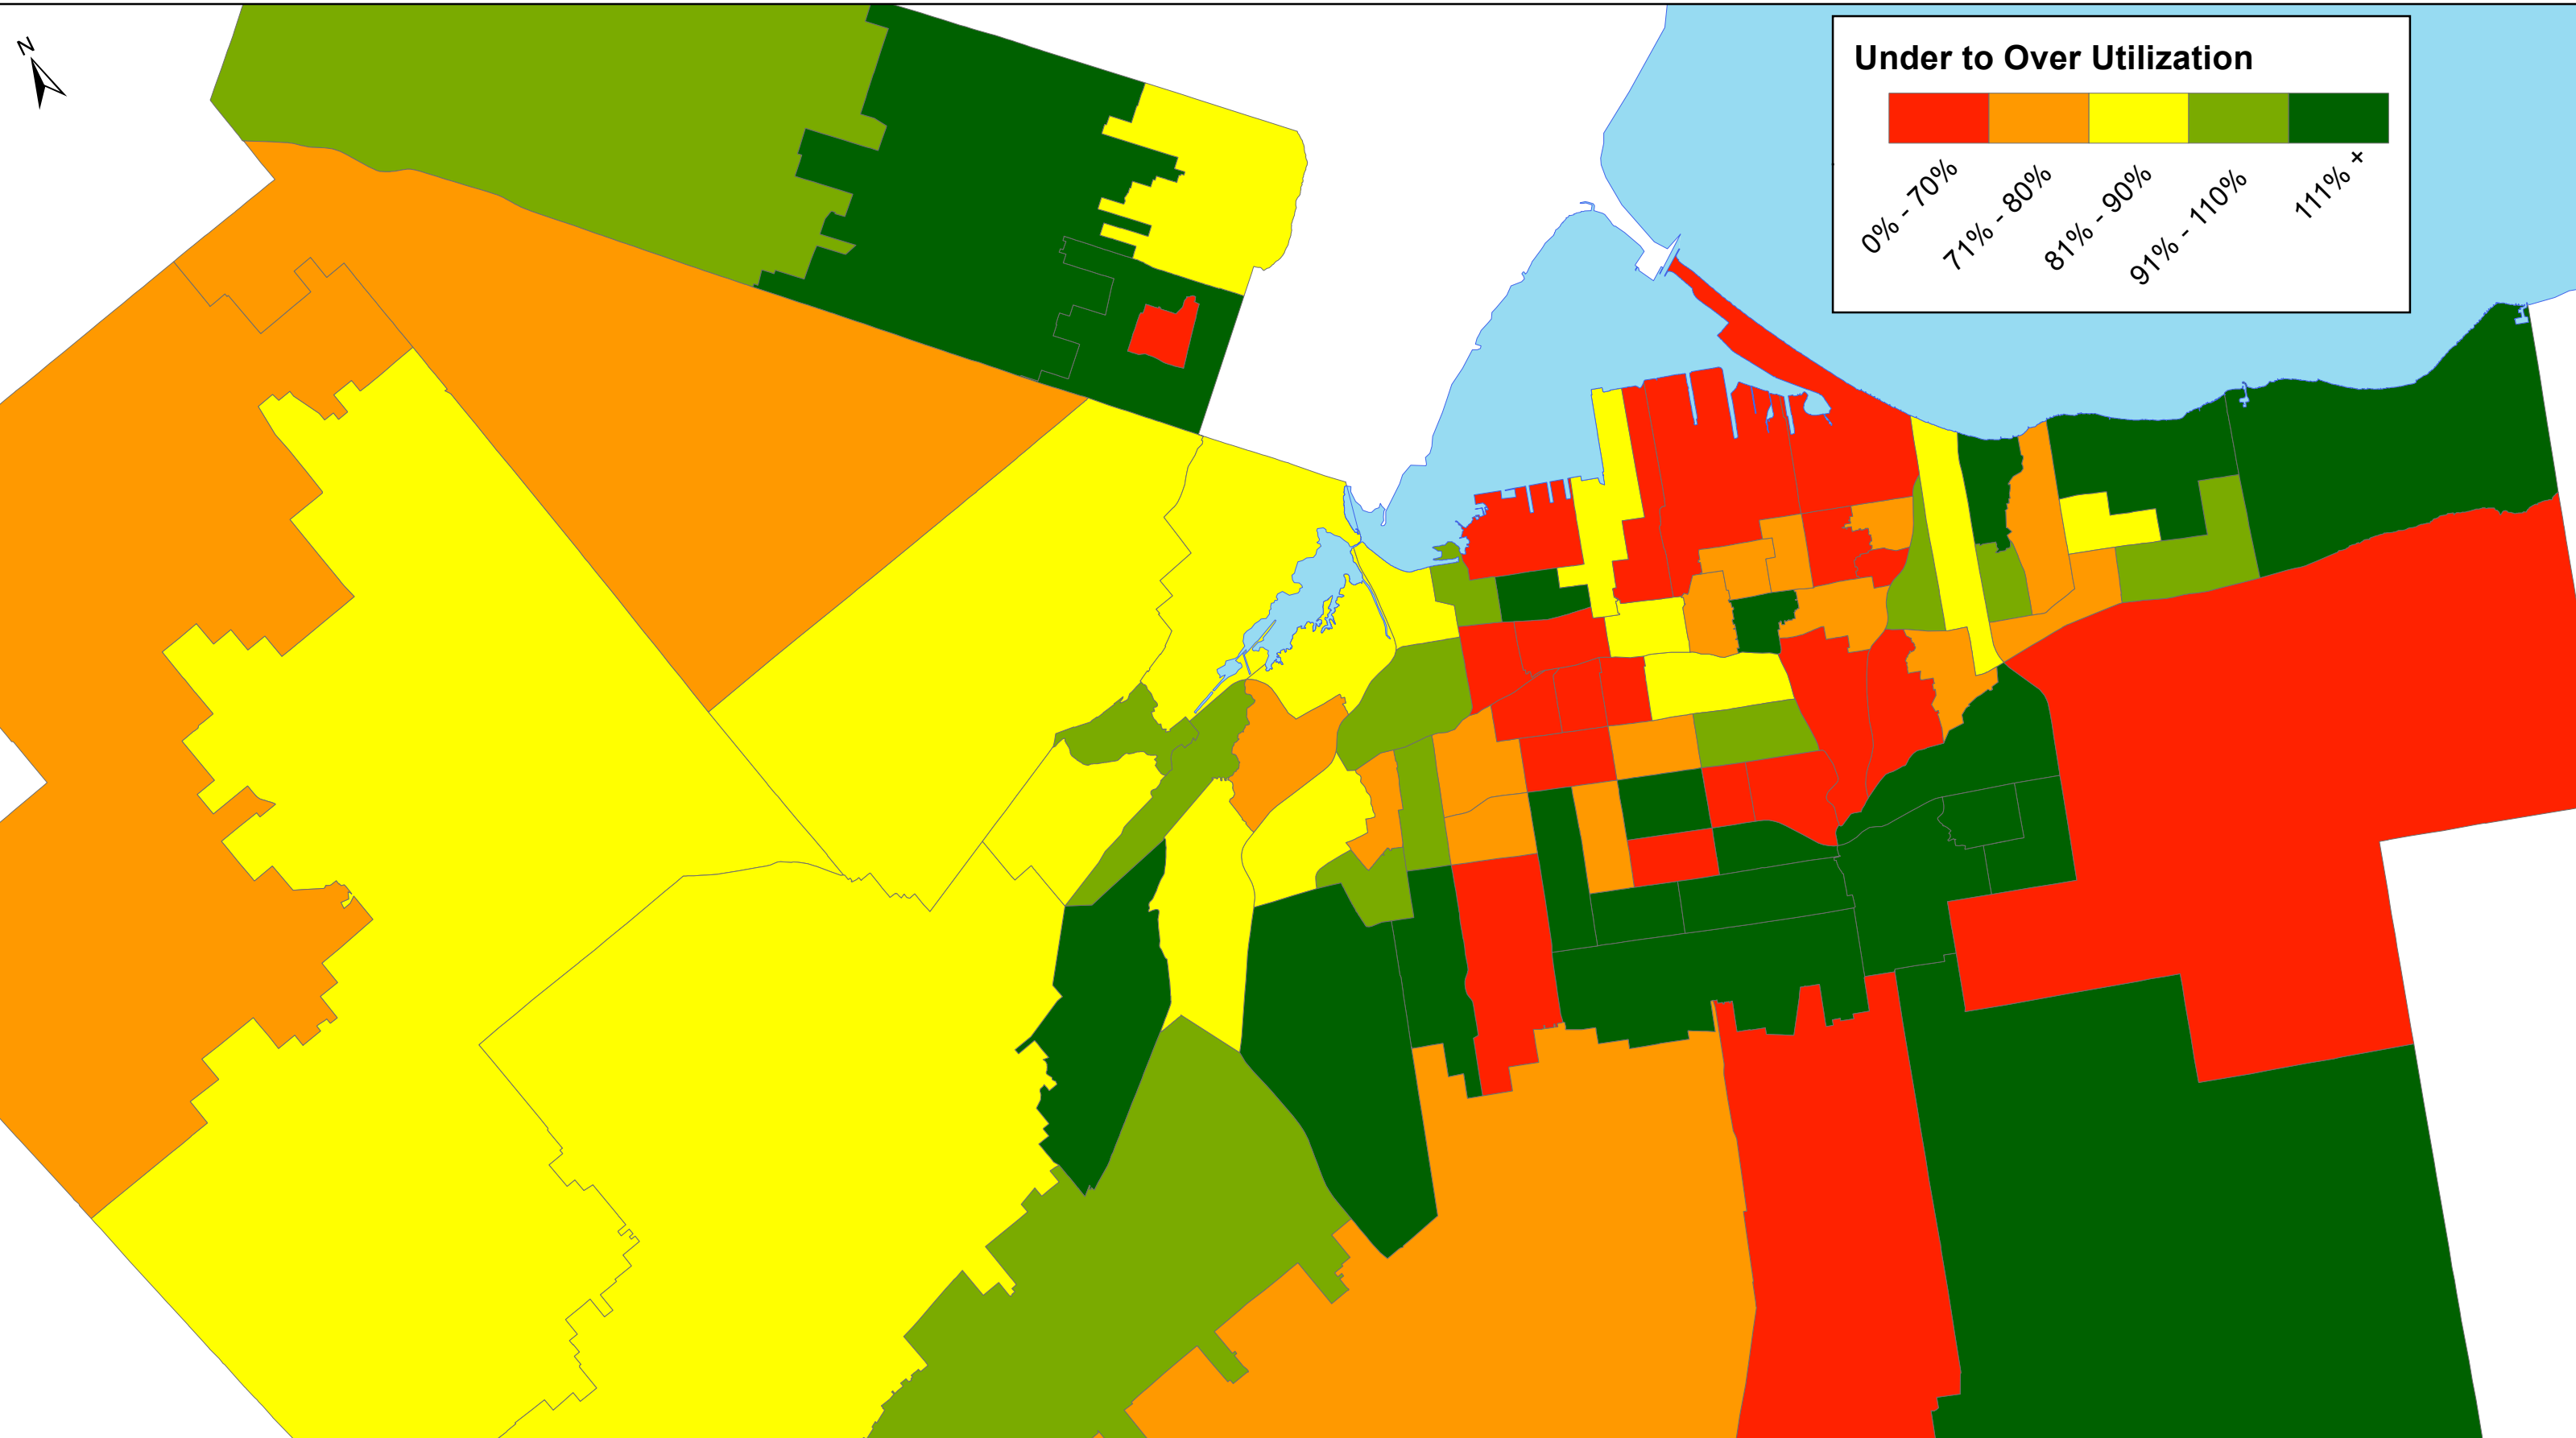 N
Under to Over Utilization
0% - 70%
71% - 80%
81% - 90%
91% - 110%
111% +